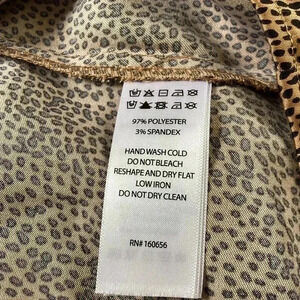 97% POLYESTER
3% SPANDEX
HAND WASH COLD
DO NOT BLEACH
RESHAPE AND DRY FLAT
LOW IRON
DO NOT DRY CLEAN
RN# 160656